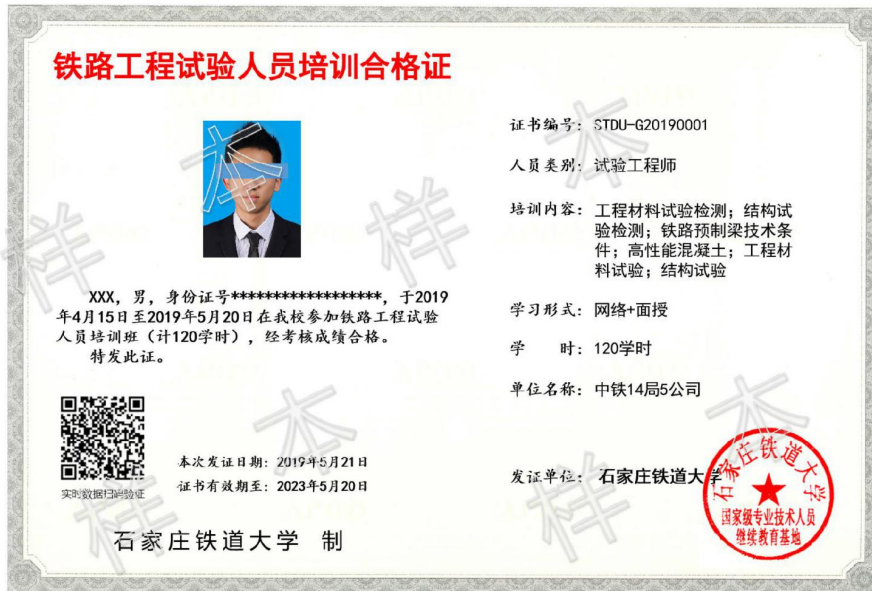 铁路工程试验人员培训合格证
XXX，男，身份证号******************，于2019
年4月15日至2019年5月20日在我校参加铁路工程试验
人员培训班（计120学时），经考核成绩合格。
特发此证。
实时数据扫码验证
本次发证日期：2019年5月21日
证书有效期至：2023年5月20日
石家庄铁道大学 制
证书编号：STDU-G20190001
人员类别：试验工程师
培训内容：工程材料试验检测；结构试
验检测；铁路预制梁技术条
件；高性能混凝土；工程材
料试验；结构试验
学习形式：网络+面授
学 时：120学时
单位名称：中铁14局5公司
发证单位：石家庄铁道大学
石家庄铁道大学
国家级专业技术人员
继续教育基地
样本
样本
样本
样本